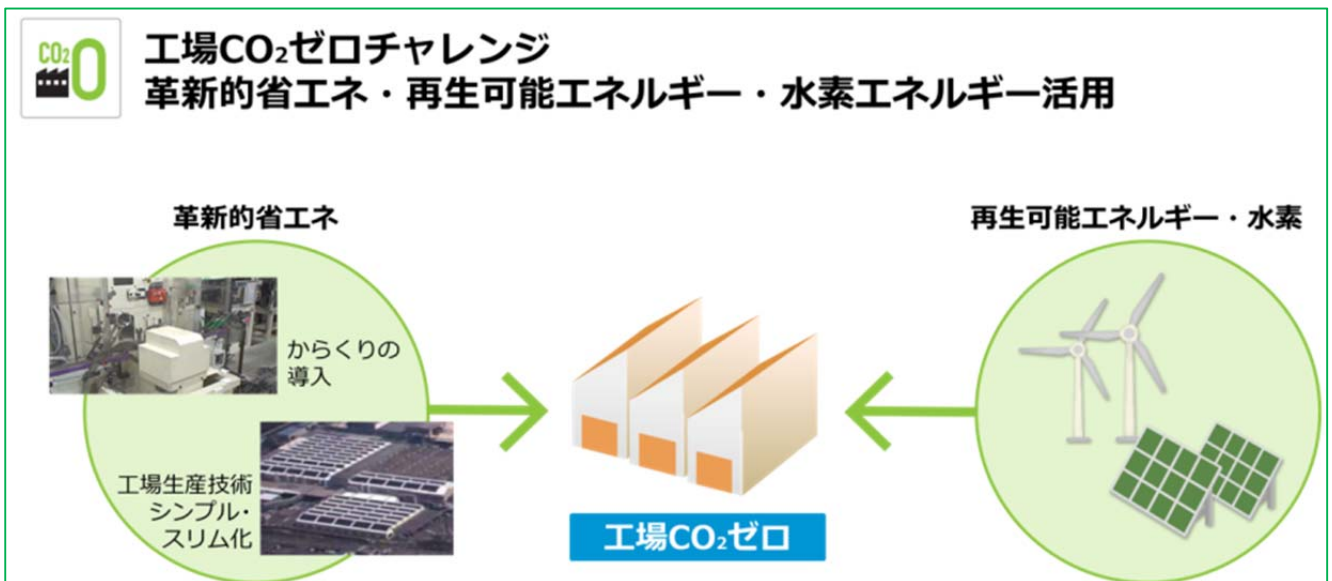 CO₂0
工場CO₂ゼロチャレンジ
革新的省エネ・再生可能エネルギー・水素エネルギー活用
革新的省エネ
からくりの
導入
工場生産技術
シンプル・
スリム化
工場CO₂ゼロ
再生可能エネルギー・水素